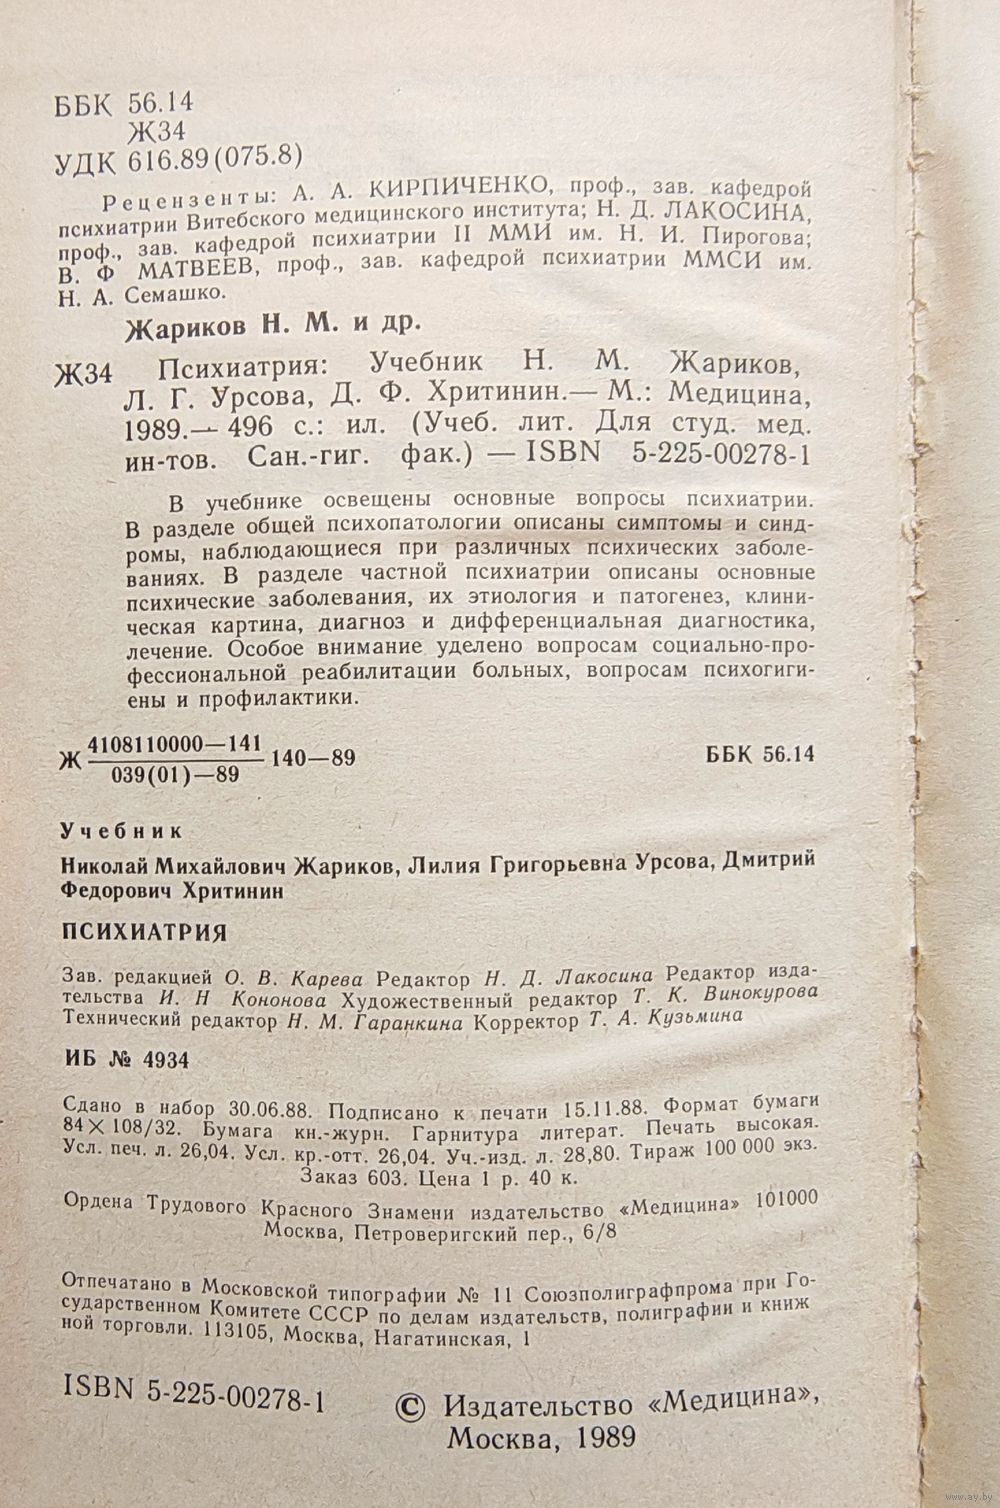 ББК 56.14
Ж34
УДК 616.89(075.8)
Рецензенты: А. А. КИРПИЧЕНКО, проф., зав. кафедрой
психиатрии Витебского медицинского института; Н. Д. ЛАКОСИНА,
проф., зав. кафедрой психиатрии II ММИ им. Н. И. Пирогова;
В. Ф МАТВЕЕВ, проф., зав. кафедрой психиатрии ММСИ им.
Н. А. Семашко.
Жариков Н. М. и др.
Ж34 Психиатрия: Учебник Н. М. Жариков,
Л. Г. Урсова, Д. Ф. Хритинин.— М.: Медицина,
1989.— 496 с.: ил. (Учеб. лит. Для студ. мед.
ин-тов. Сан.-гиг. фак.) — ISBN 5-225-00278-1
В учебнике освещены основные вопросы психиатрии.
В разделе общей психопатологии описаны симптомы и синд-
ромы, наблюдающиеся при различных психических заболе-
ваниях. В разделе частной психиатрии описаны основные
психические заболевания, их этиология и патогенез, клини-
ческая картина, диагноз и дифференциальная диагностика,
лечение. Особое внимание уделено вопросам социально-про-
фессиональной реабилитации больных, вопросам психогиги-
ены и профилактики.
Ж 4108110000—141
039(01)—89 140—89 ББК 56.14
Учебник
Николай Михайлович Жариков, Лилия Григорьевна Урсова, Дмитрий
Федорович Хритинин
ПСИХИАТРИЯ
Зав. редакцией О. В. Карева Редактор Н. Д. Лакосина Редактор изда-
тельства И. Н Кононова Художественный редактор Т. К. Винокурова
Технический редактор Н. М. Гаранкина Корректор Т. А. Кузьмина
ИБ № 4934
Сдано в набор 30.06.88. Подписано к печати 15.11.88. Формат бумаги
84×108/32. Бумага кн.-журн. Гарнитура литерат. Печать высокая.
Усл. печ. л. 26,04. Усл. кр.-отт. 26,04. Уч.-изд. л. 28,80. Тираж 100 000 экз.
Заказ 603. Цена 1 р. 40 к.
Ордена Трудового Красного Знамени издательство «Медицина» 101000
Москва, Петроверигский пер., 6/8
Отпечатано в Московской типографии № 11 Союзполиграфпрома при Го-
сударственном Комитете СССР по делам издательств, полиграфии и книж
ной торговли. 113105, Москва, Нагатинская, 1
ISBN 5-225-00278-1
© Издательство «Медицина»,
Москва, 1989
www.ay.by